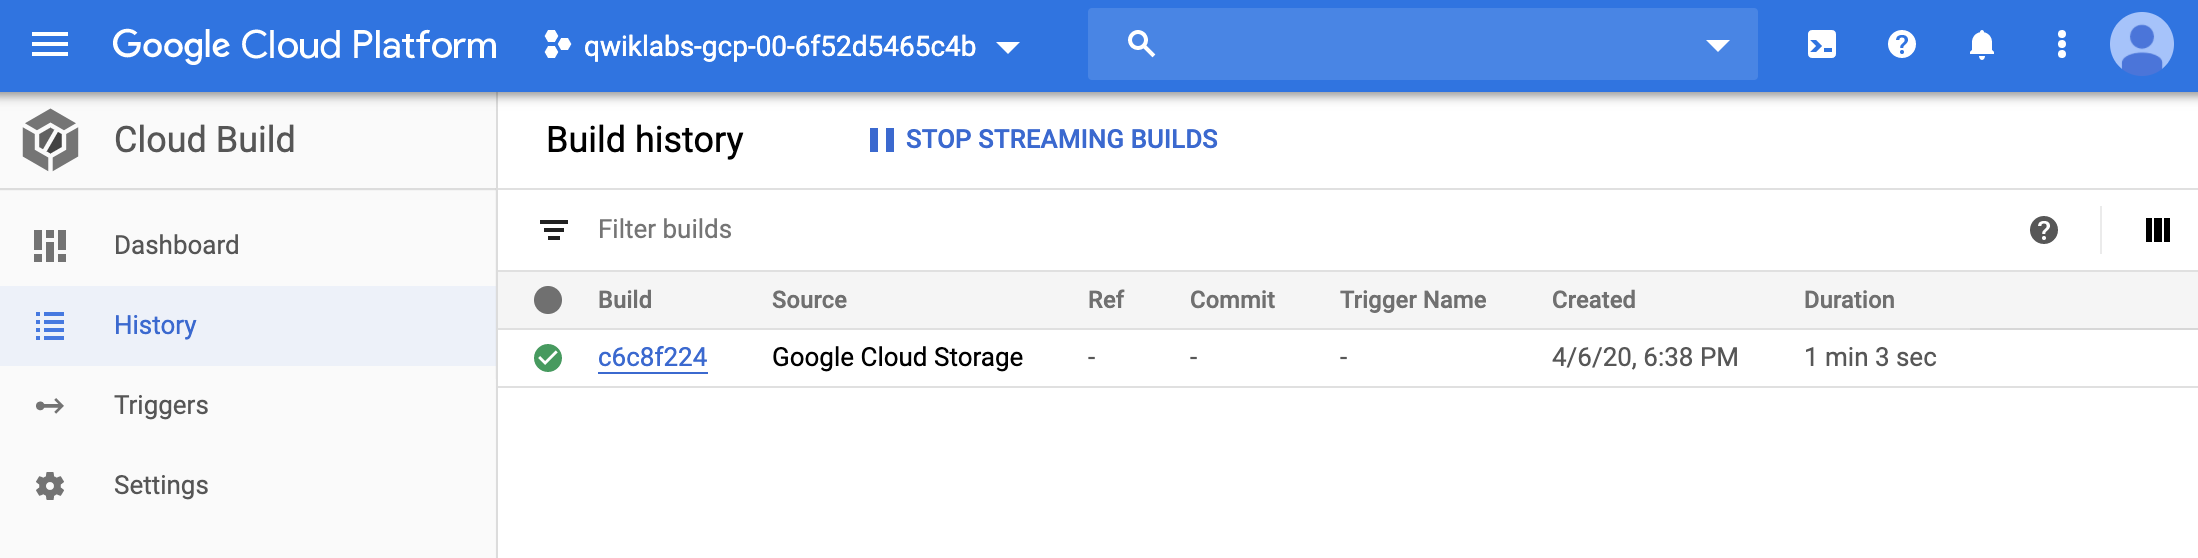 Google Cloud Platform
qwiklabs-gcp-00-6f52d5465c4b
Cloud Build
Build history
STOP STREAMING BUILDS
Dashboard
History
Triggers
Settings
Filter builds
Build Source Ref Commit Trigger Name Created Duration
c6c8f224 Google Cloud Storage - - - 4/6/20, 6:38 PM 1 min 3 sec